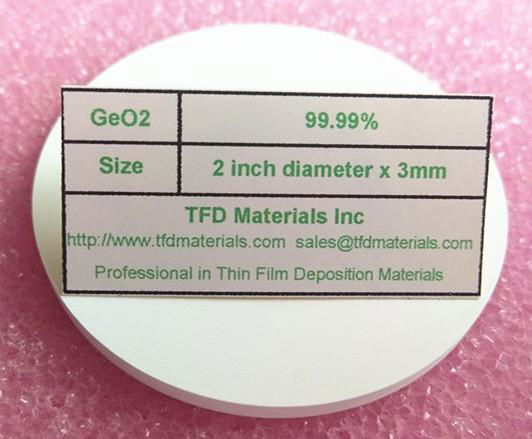 GeO2 99.99%
Size 2 inch diameter x 3mm
TFD Materials Inc
http://www.tfdmaterials.com sales@tfdmaterials.com
Professional in Thin Film Deposition Materials